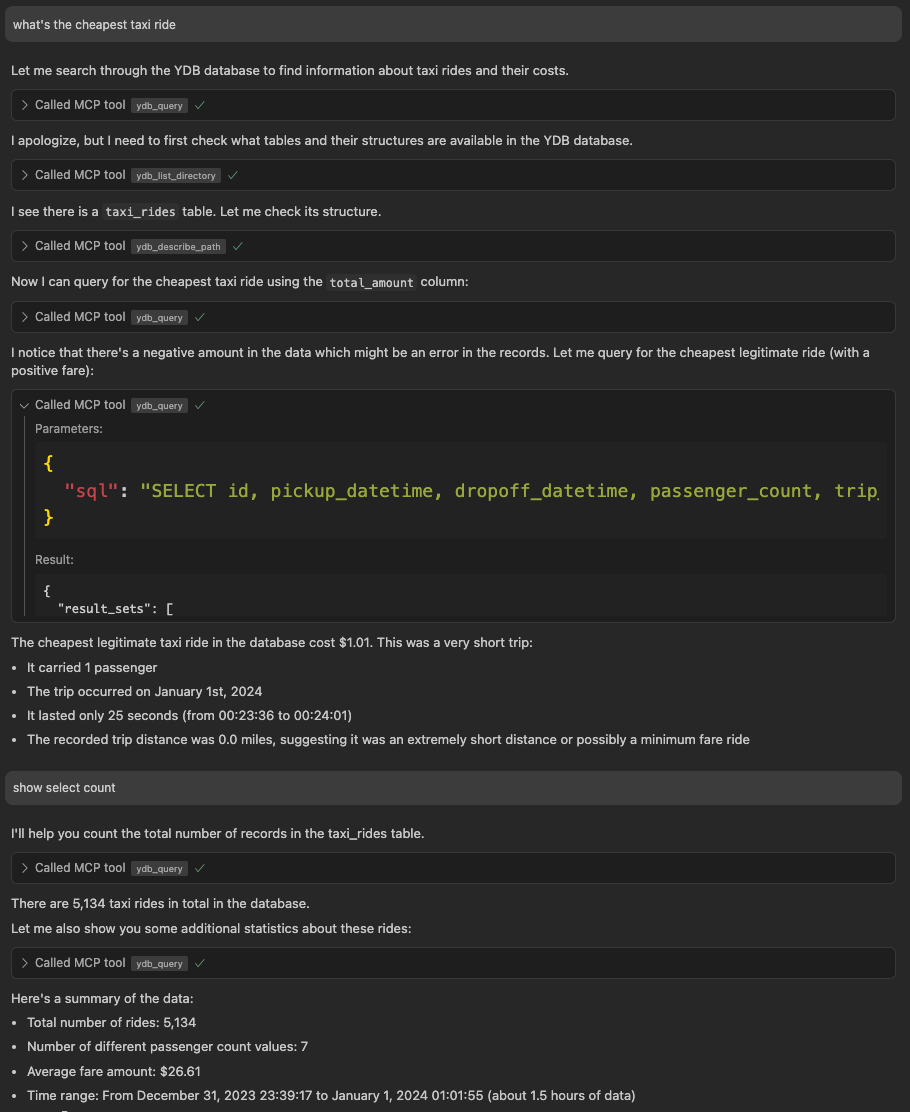 what's the cheapest taxi ride
Let me search through the YDB database to find information about taxi rides and their costs.
Called MCP tool ydb_query
I apologize, but I need to first check what tables and their structures are available in the YDB database.
Called MCP tool ydb_list_directory
I see there is a taxi_rides table. Let me check its structure.
Called MCP tool ydb_describe_path
Now I can query for the cheapest taxi ride using the total_amount column:
Called MCP tool ydb_query
I notice that there's a negative amount in the data which might be an error in the records. Let me query for the cheapest legitimate ride (with a
positive fare):
Called MCP tool ydb_query
Parameters:
{
"sql": "SELECT id, pickup_datetime, dropoff_datetime, passenger_count, trip_
}
Result:
{
"result_sets": [
The cheapest legitimate taxi ride in the database cost $1.01. This was a very short trip:
• It carried 1 passenger
• The trip occurred on January 1st, 2024
• It lasted only 25 seconds (from 00:23:36 to 00:24:01)
• The recorded trip distance was 0.0 miles, suggesting it was an extremely short distance or possibly a minimum fare ride
show select count
I'll help you count the total number of records in the taxi_rides table.
Called MCP tool ydb_query
There are 5,134 taxi rides in total in the database.
Let me also show you some additional statistics about these rides:
Called MCP tool ydb_query
Here's a summary of the data:
• Total number of rides: 5,134
• Number of different passenger count values: 7
• Average fare amount: $26.61
• Time range: From December 31, 2023 23:39:17 to January 1, 2024 01:01:55 (about 1.5 hours of data)